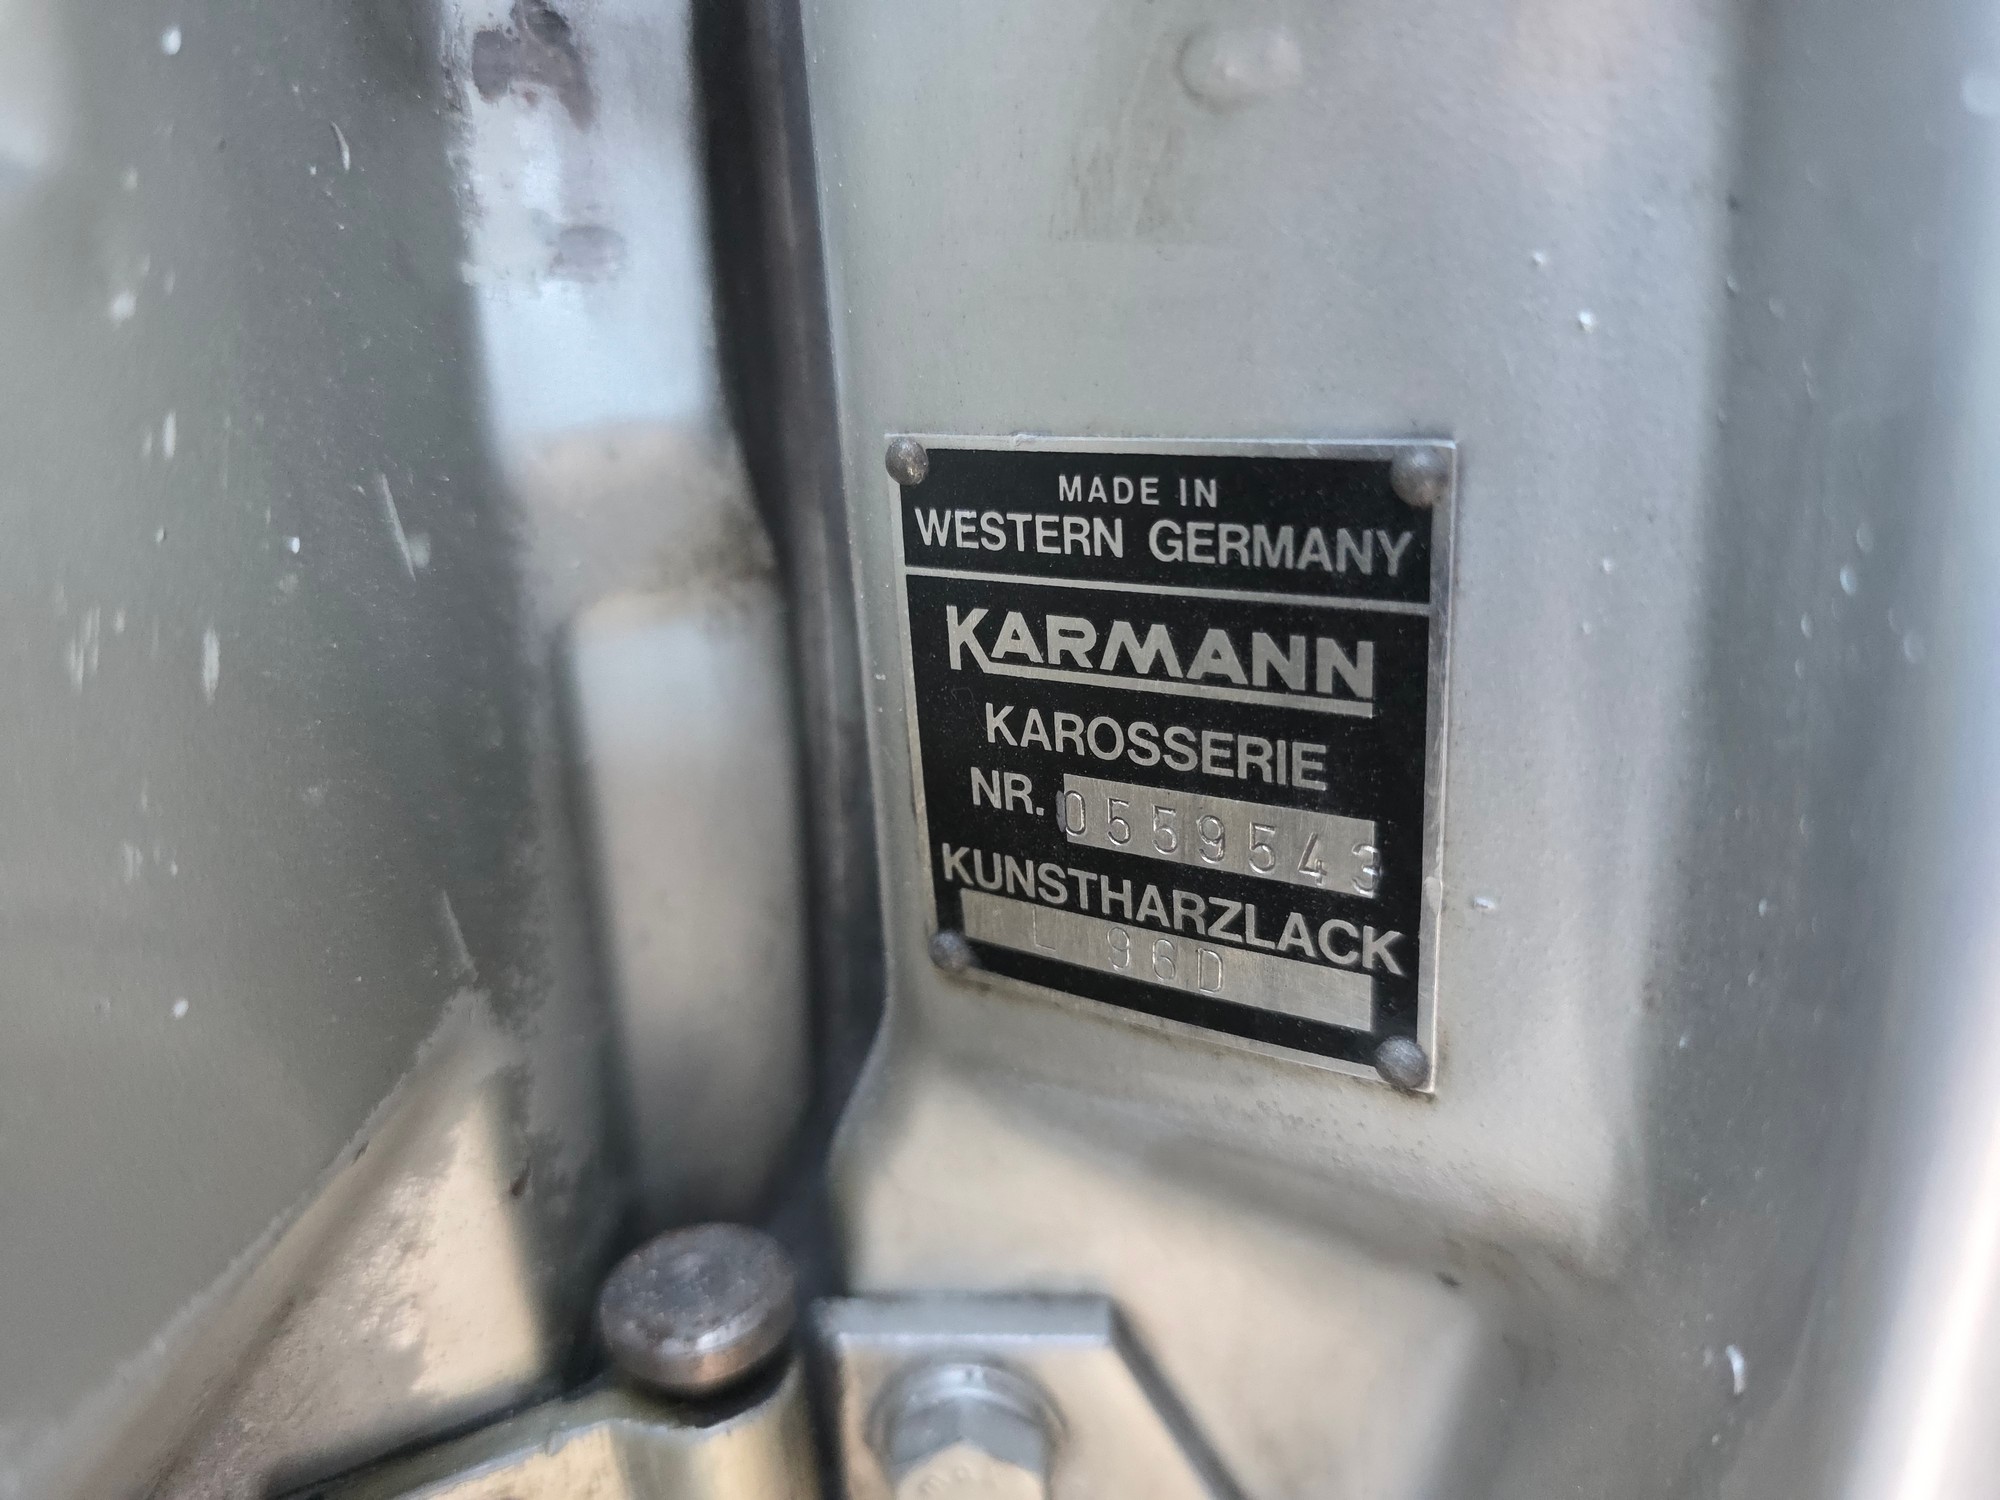 MADE IN
WESTERN GERMANY
KARMANN
KAROSSERIE
NR. 0559543
KUNSTHARZLACK
L 96D